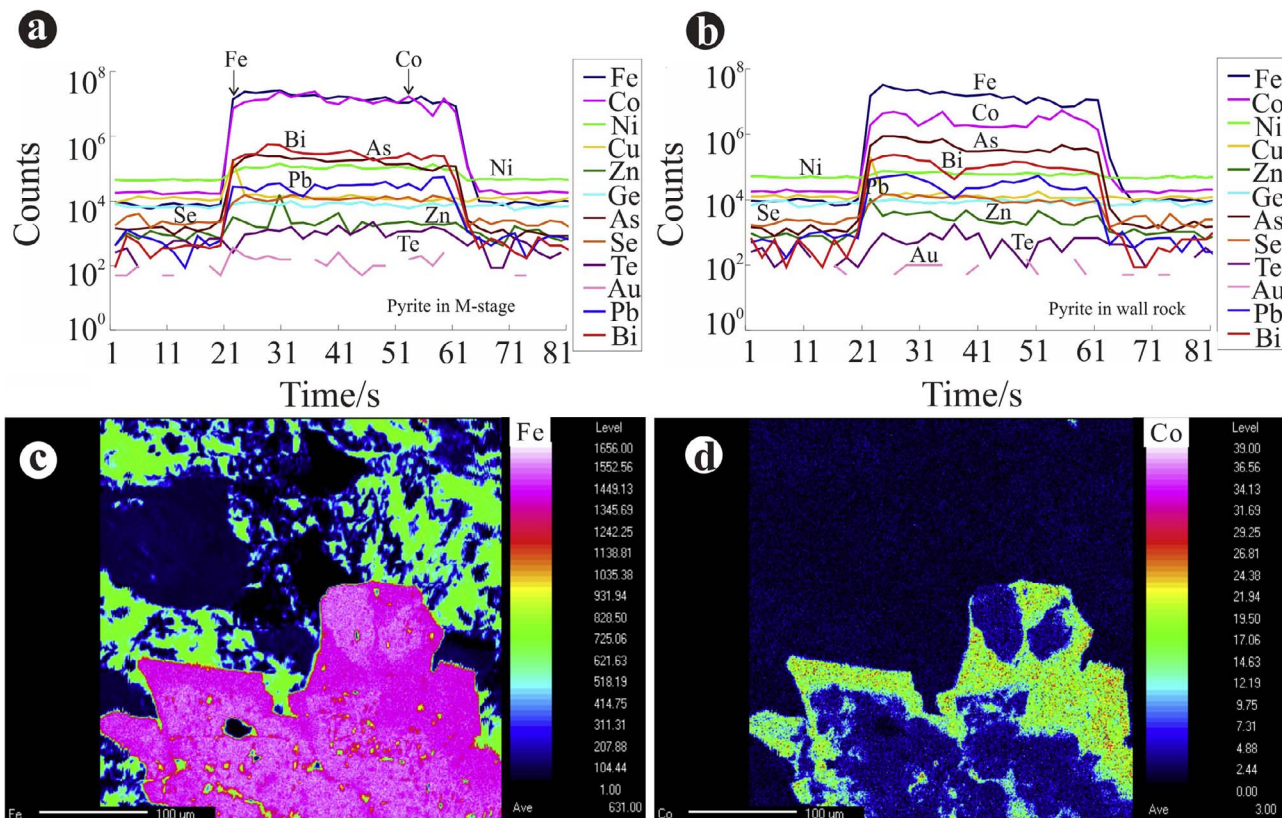 a
Fe
Co
10^8
10^6
10^4
10^2
10^0
Counts
Bi
As
Ni
Pb
Se
Zn
Te
Pyrite in M-stage
1 11 21 31 41 51 61 71 81
Time/s
Fe
Co
Ni
Cu
Zn
Ge
As
Se
Te
Au
Pb
Bi
b
10^8
10^6
10^4
10^2
10^0
Counts
Fe
Co
As
Ni
Bi
Pb
Se
Zn
Au
Te
Pyrite in wall rock
1 11 21 31 41 51 61 71 81
Time/s
Fe
Co
Ni
Cu
Zn
Ge
As
Se
Te
Au
Pb
Bi
c
Fe
Level
1656.00
1552.56
1449.13
1345.69
1242.25
1138.81
1035.38
931.94
828.50
725.06
621.63
518.19
414.75
311.31
207.88
104.44
1.00
Ave 631.00
Fe 100 μm
d
Co
Level
39.00
36.56
34.13
31.69
29.25
26.81
24.38
21.94
19.50
17.06
14.63
12.19
9.75
7.31
4.88
2.44
0.00
Ave 3.00
Co 100 μm